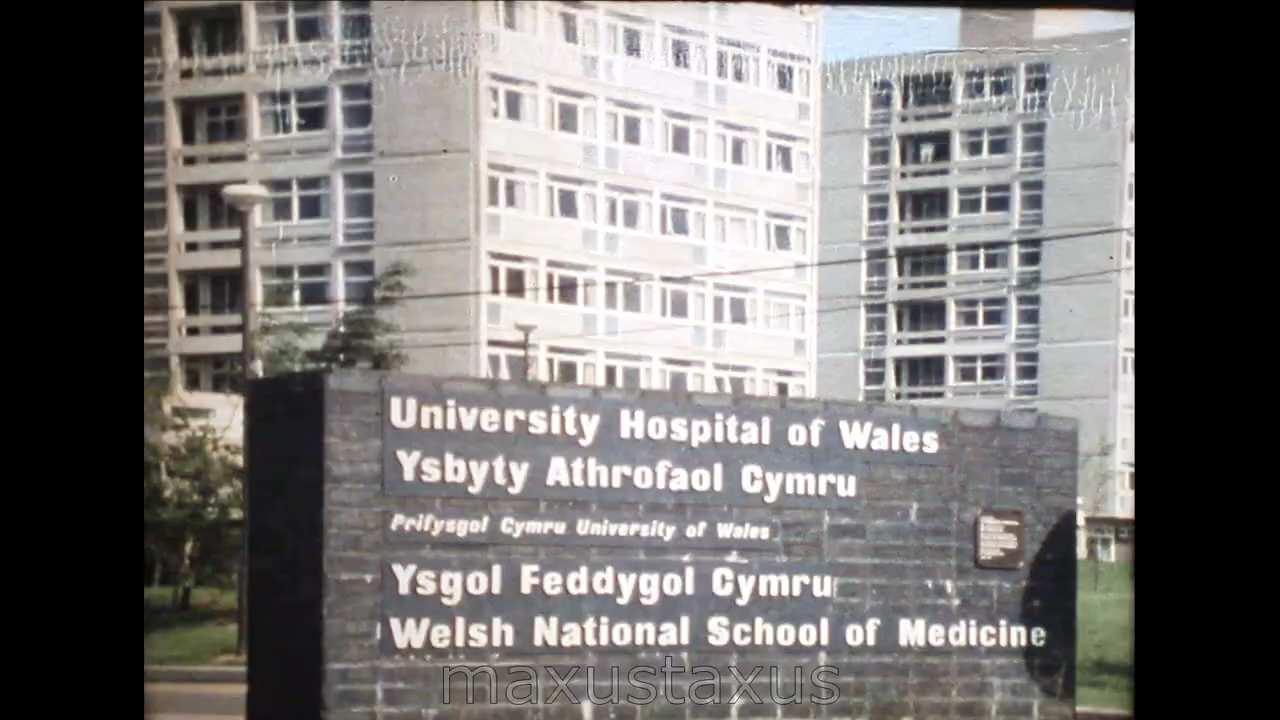 University Hospital of Wales
Ysbyty Athrofaol Cymru
Prifysgol Cymru University of Wales
Ysgol Feddygol Cymru
Welsh National School of Medicine
maxustaxus